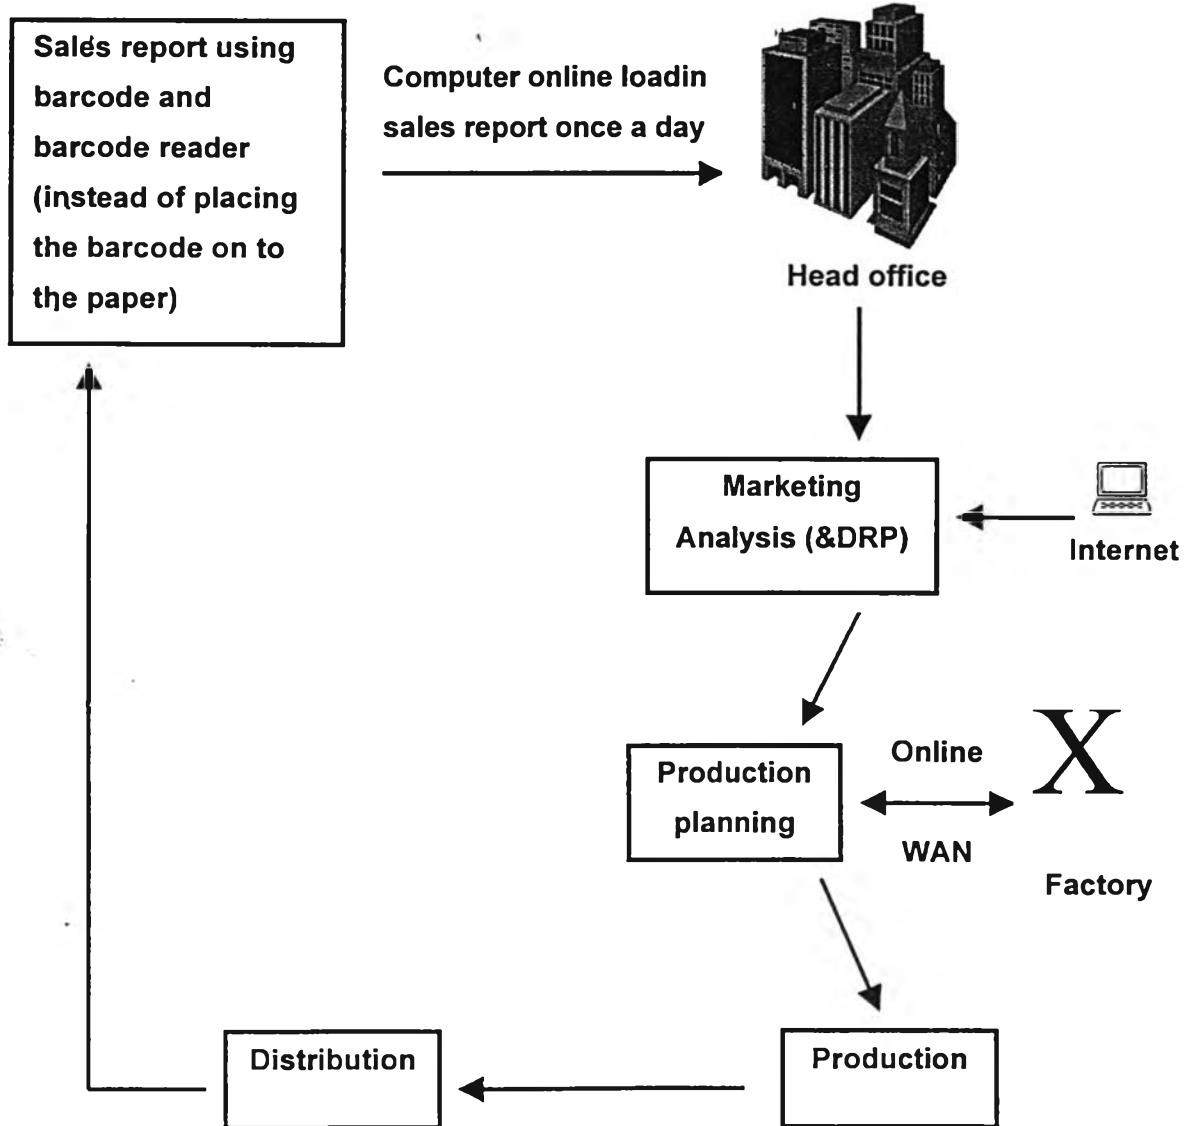 Sales report using
barcode and
barcode reader
(instead of placing
the barcode on to
the paper)
Computer online loadin
sales report once a day
Head office
Marketing
Analysis (&DRP)
Internet
Production
planning
Online
WAN
X
Factory
Production
Distribution